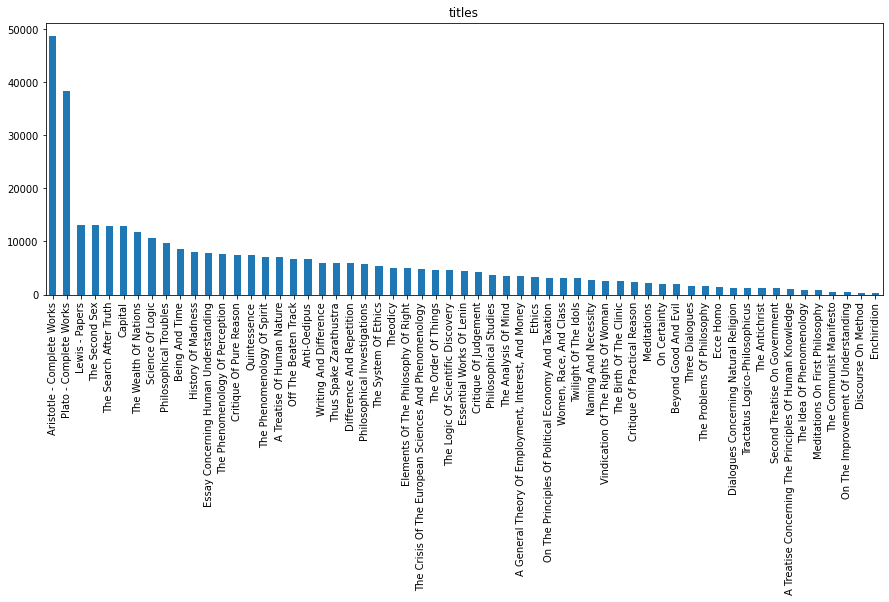 titles
50000
40000
30000
20000
10000
0
Aristotle - Complete Works
Plato - Complete Works
Lewis - Papers
The Second Sex
The Search After Truth
Capital
The Wealth Of Nations
Science Of Logic
Philosophical Troubles
Being And Time
History Of Madness
Essay Concerning Human Understanding
The Phenomenology Of Perception
Critique Of Pure Reason
Quintessence
The Phenomenology Of Spirit
A Treatise Of Human Nature
Off The Beaten Track
Anti-Oedipus
Writing And Difference
Thus Spake Zarathustra
Difference And Repetition
Philosophical Investigations
The System Of Ethics
Theodicy
Elements Of The Philosophy Of Right
The Crisis Of The European Sciences And Phenomenology
The Order Of Things
The Logic Of Scientific Discovery
Essential Works Of Lenin
Critique Of Judgement
Philosophical Studies
The Analysis Of Mind
A General Theory Of Employment, Interest, And Money
Ethics
On The Principles Of Political Economy And Taxation
Women, Race, And Class
Twilight Of The Idols
Naming And Necessity
Vindication Of The Rights Of Woman
The Birth Of The Clinic
Critique Of Practical Reason
Meditations
On Certainty
Beyond Good And Evil
Three Dialogues
The Problems Of Philosophy
Ecce Homo
Dialogues Concerning Natural Religion
Tractatus Logico-Philosophicus
The Antichrist
Second Treatise On Government
A Treatise Concerning The Principles Of Human Knowledge
The Idea Of Phenomenology
Meditations On First Philosophy
The Communist Manifesto
On The Improvement Of Understanding
Discourse On Method
Enchiridion